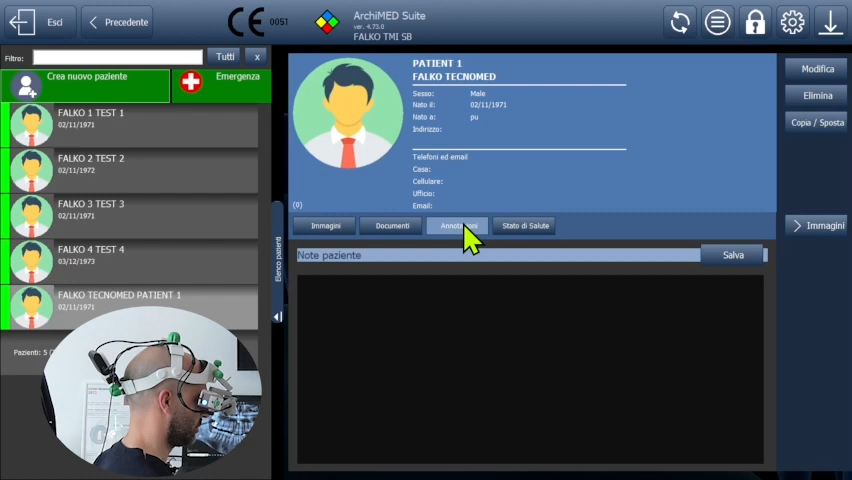 Esci
Precedente
CE 0051
ArchiMED Suite
ver. 4.73.0
FALKO TMI SB
Filtro:
Tutti
x
Crea nuovo paziente
Emergenza
FALKO 1 TEST 1
02/11/1971
FALKO 2 TEST 2
02/11/1972
FALKO 3 TEST 3
02/11/1971
FALKO 4 TEST 4
03/12/1973
FALKO TECNOMED PATIENT 1
02/11/1971
Pazienti: 5
Elenco pazienti
PATIENT 1
FALKO TECNOMED
Sesso: Male
Nato il: 02/11/1971
Nato a: pu
Indirizzo:
Telefoni ed email
Casa:
Cellulare:
Ufficio:
Email:
(0)
Immagini
Documenti
Stato di Salute
Note paziente
Salva
Modifica
Elimina
Copia / Sposta
Immagini